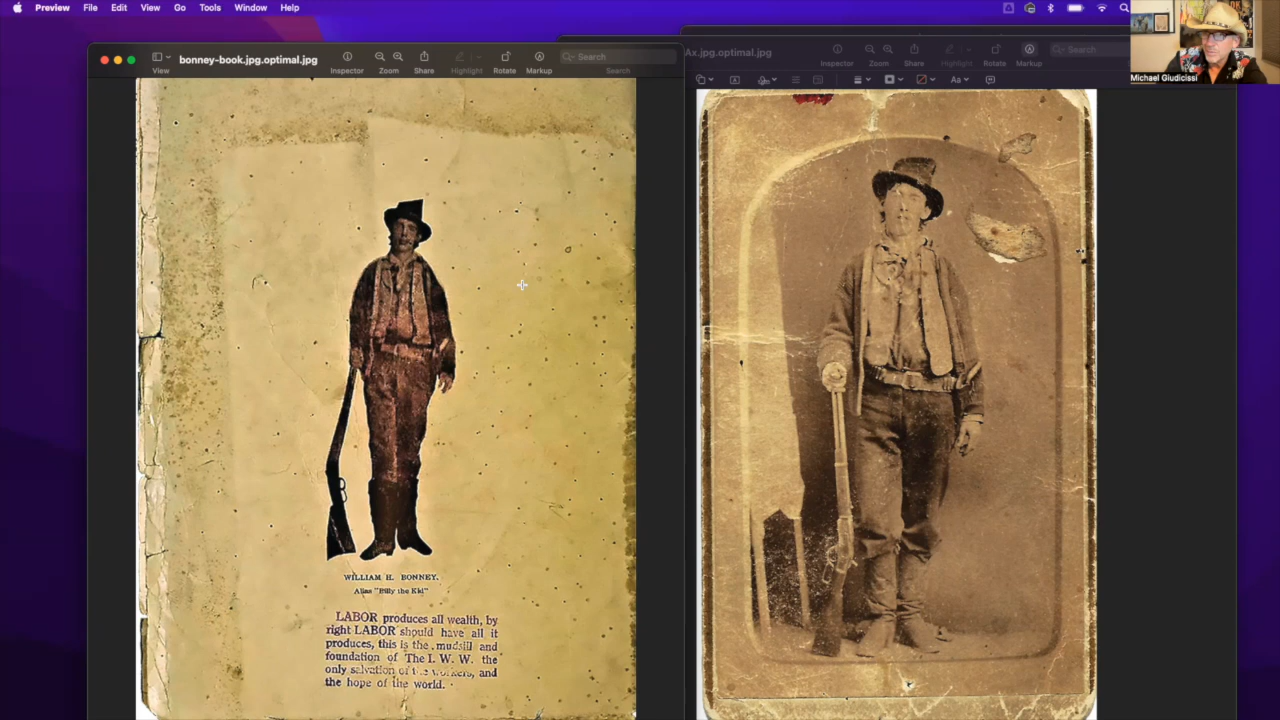 Preview File Edit View Go Tools Window Help
bonney-book.jpg.optimal.jpg
View
Inspector
Zoom
Share
Highlight
Rotate
Markup
Search
Search
Ax.jpg.optimal.jpg
Inspector
Zoom
Share
Highlight
Rotate
Markup
Search
Aa
Michael Giudicissi
WILLIAM H. BONNEY.
Alias "Billy the Kid"
LABOR produces all wealth, by
right LABOR should have all it
produces, this is the mudsill and
foundation of The I. W. W. the
only salvation of the workers, and
the hope of the world.